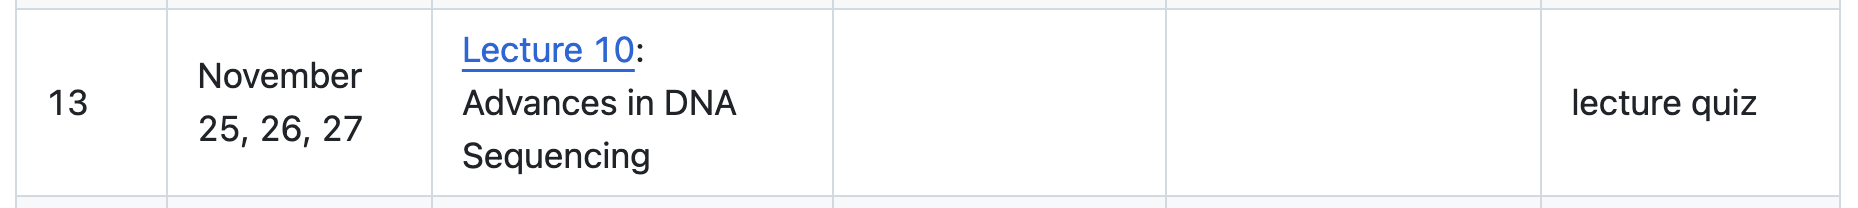 13
November
25, 26, 27
Lecture 10:
Advances in DNA
Sequencing
lecture quiz